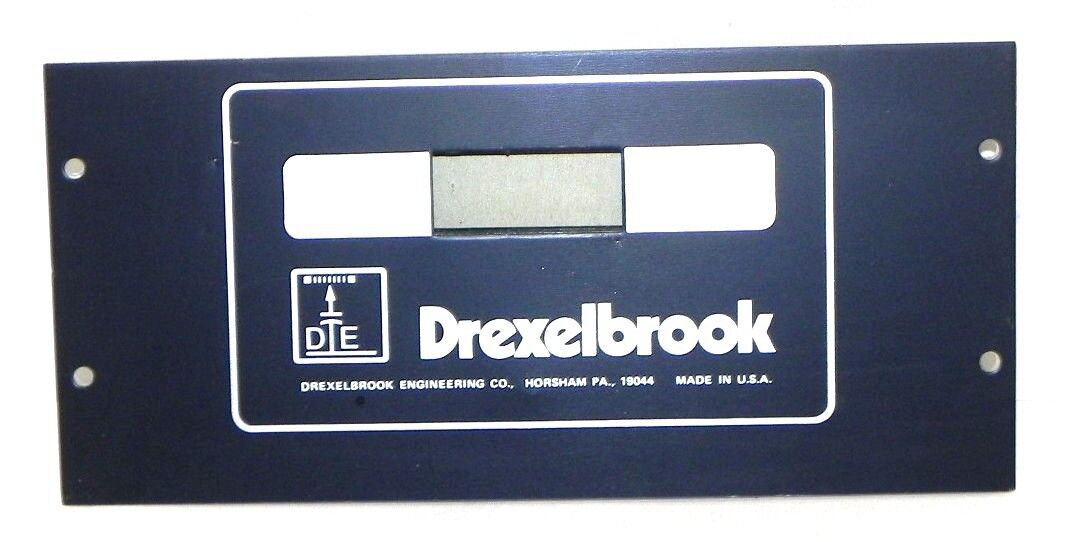 DE
Drexelbrook
DREXELBROOK ENGINEERING CO., HORSHAM PA., 19044 MADE IN U.S.A.